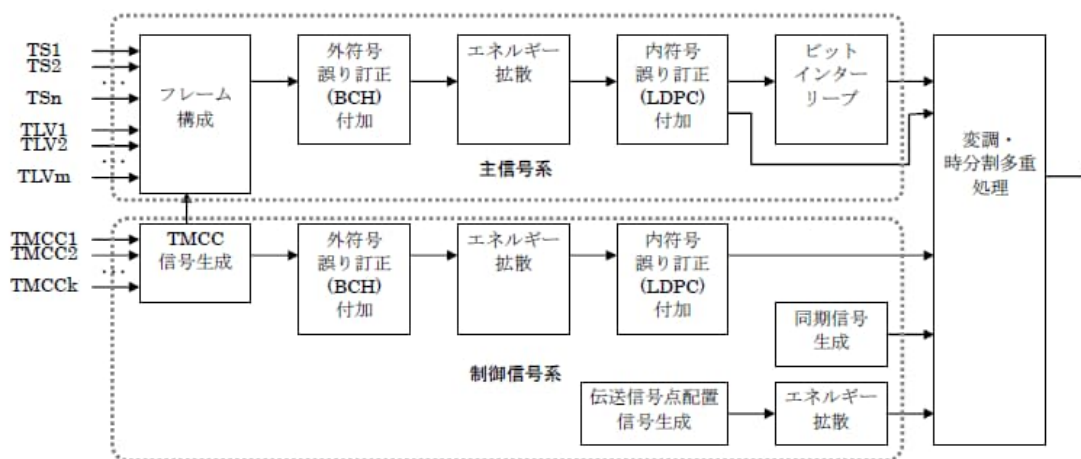 TS1
TS2
…
TSn
TLV1
TLV2
…
TLVm
フレーム
構成
外符号
誤り訂正
(BCH)
付加
エネルギー
拡散
内符号
誤り訂正
(LDPC)
付加
ビット
インター
リーブ
主信号系
変調・
時分割多重
処理
TMCC1
TMCC2
…
TMCCk
TMCC
信号生成
外符号
誤り訂正
(BCH)
付加
エネルギー
拡散
内符号
誤り訂正
(LDPC)
付加
同期信号
生成
制御信号系
伝送信号点配置
信号生成
エネルギー
拡散